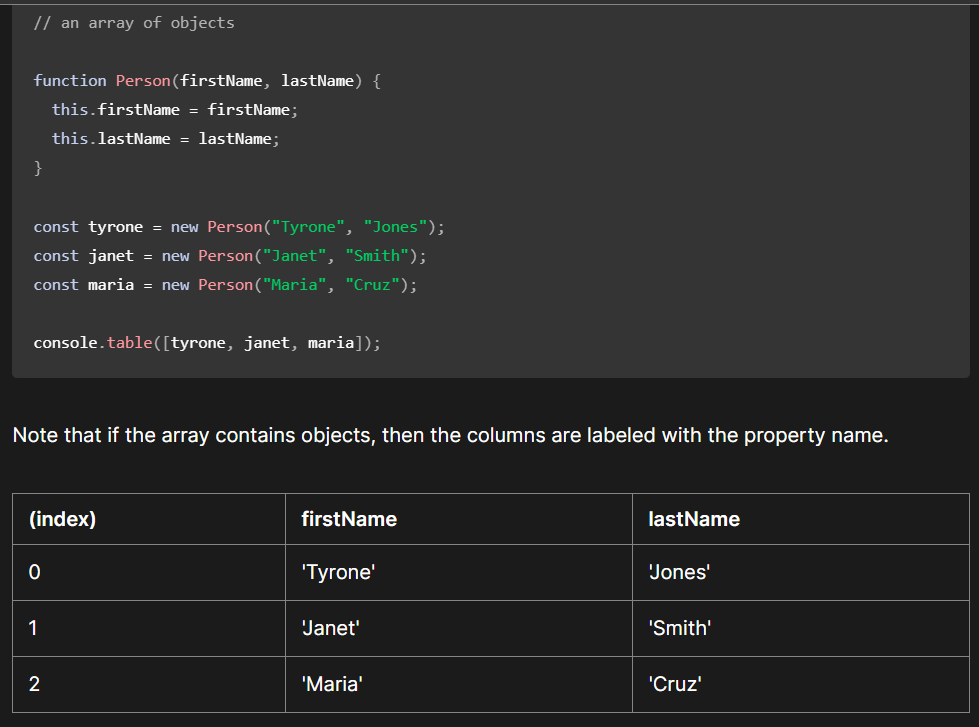 // an array of objects
function Person(firstName, lastName) {
  this.firstName = firstName;
  this.lastName = lastName;
}
const tyrone = new Person("Tyrone", "Jones");
const janet = new Person("Janet", "Smith");
const maria = new Person("Maria", "Cruz");
console.table([tyrone, janet, maria]);
Note that if the array contains objects, then the columns are labeled with the property name.
(index) firstName lastName
0 'Tyrone' 'Jones'
1 'Janet' 'Smith'
2 'Maria' 'Cruz'